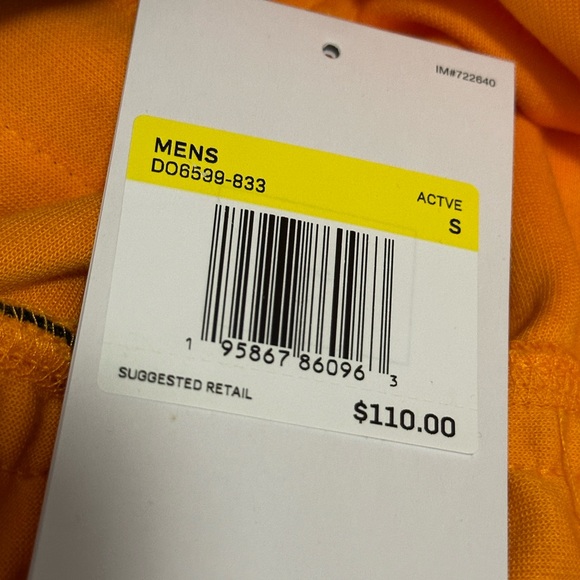 IM#722640
MENS
DO6539-833
ACTVE
S
1 95867 86096 3
SUGGESTED RETAIL
$110.00